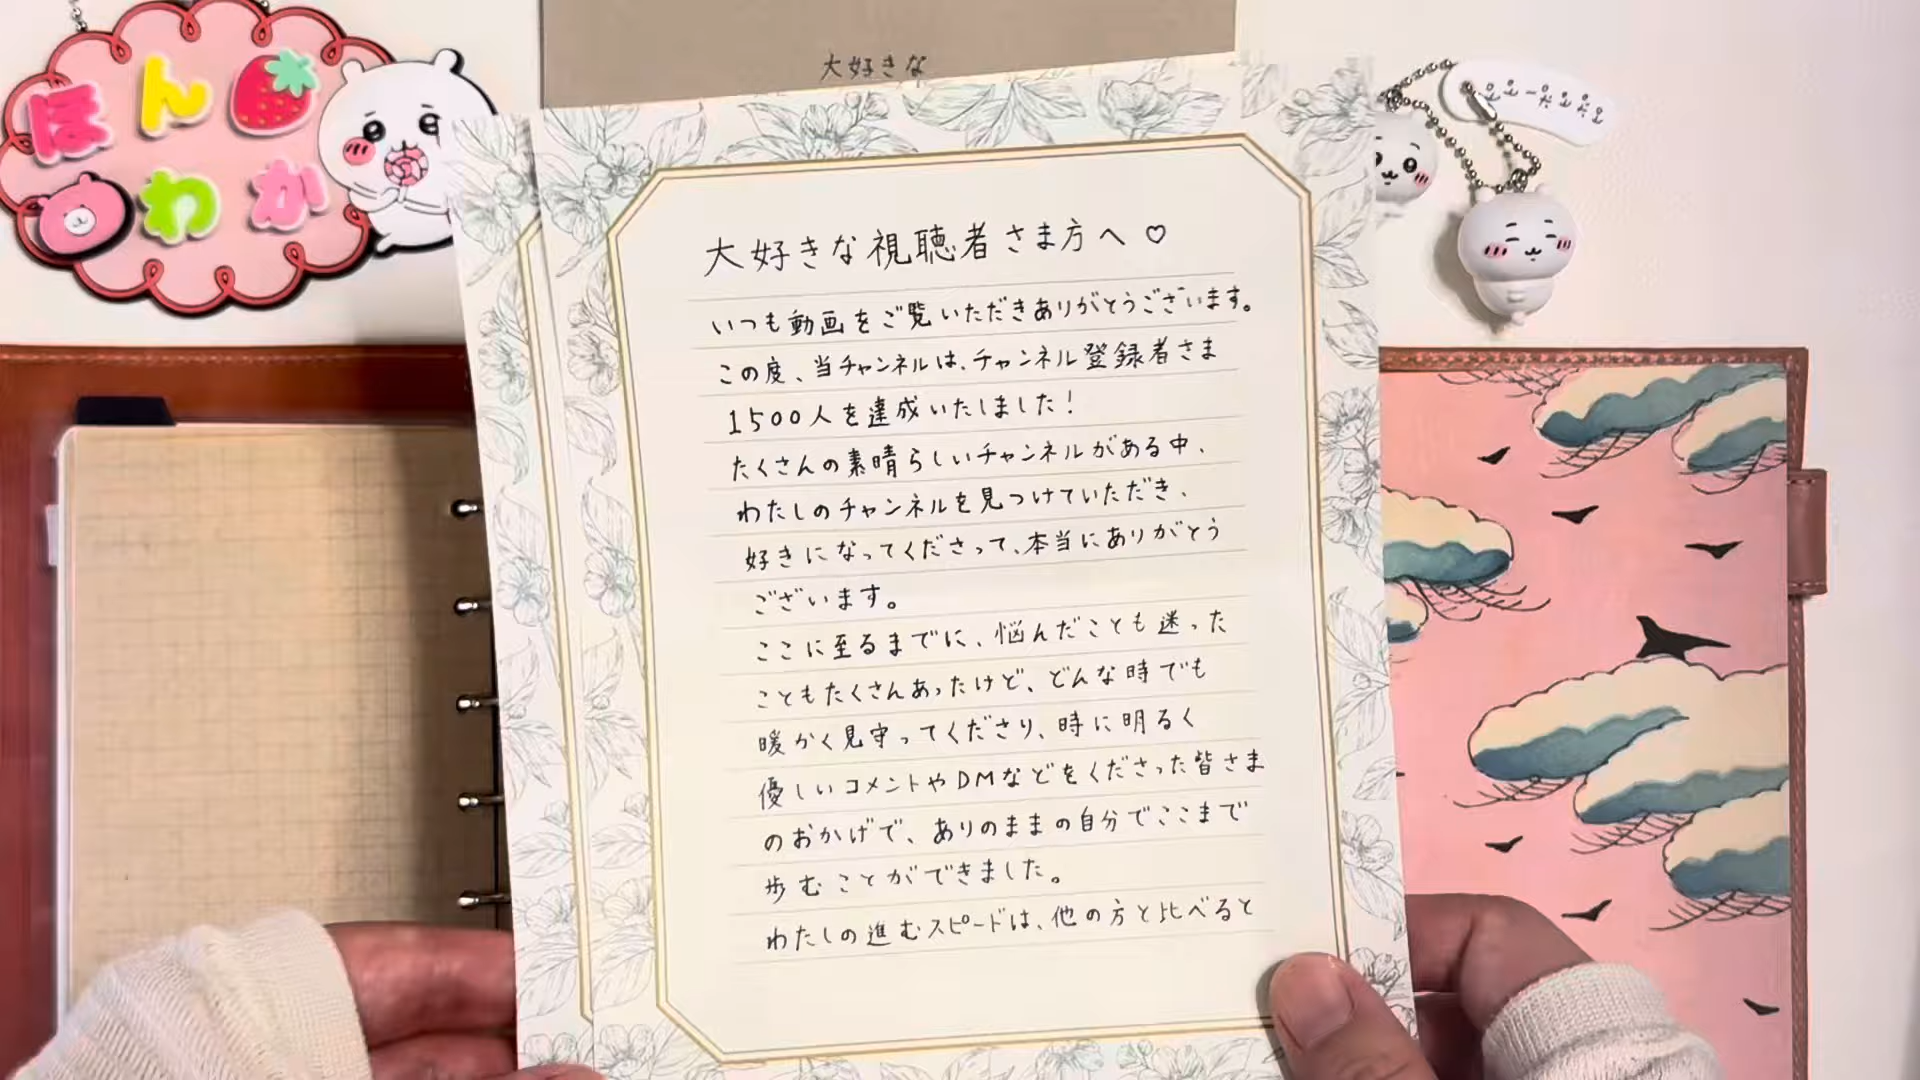 ほん
わか
大好きな
大好きな視聴者さま方へ♡
いつも動画をご覧いただきありがとうございます。
この度、当チャンネルは、チャンネル登録者さま
1500人を達成いたしました!
たくさんの素晴らしいチャンネルがある中、
わたしのチャンネルを見つけていただき、
好きになってくださって、本当にありがとう
ございます。
ここに至るまでに、悩んだことも迷った
こともたくさんあったけど、どんな時でも
暖かく見守ってくださり、時に明るく
優しいコメントやDMなどをくださった皆さま
のおかげで、ありのままの自分でここまで
歩むことができました。
わたしの進むスピードは、他の方と比べると